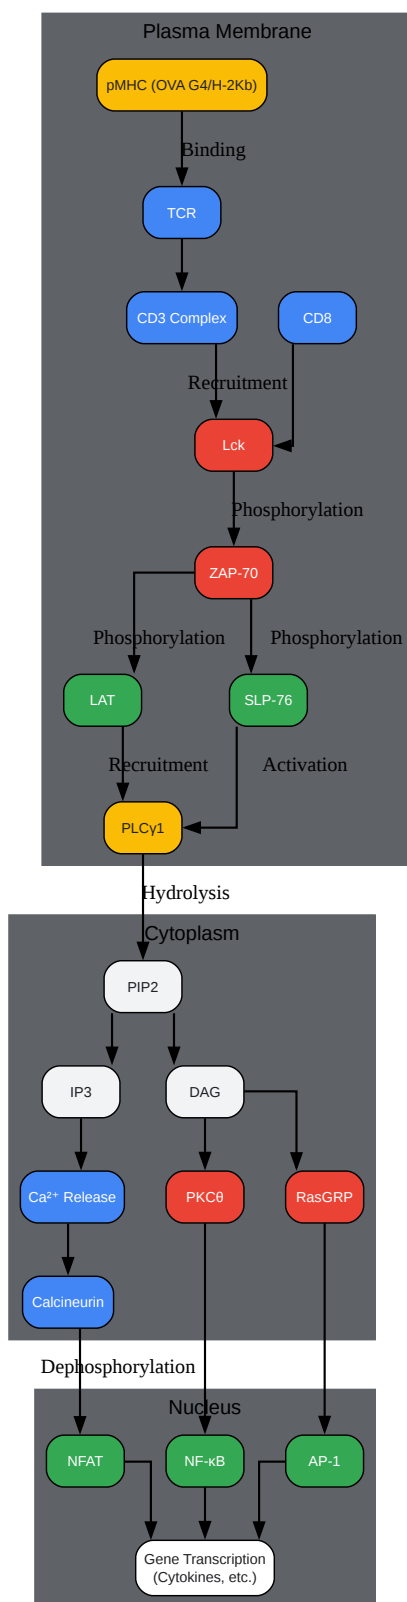 Plasma Membrane
pMHC (OVA G4/H-2Kb)
Binding
TCR
CD3 Complex
CD8
Recruitment
Lck
Phosphorylation
ZAP-70
Phosphorylation
Phosphorylation
LAT
SLP-76
Recruitment
Activation
PLCγ1
Hydrolysis
Cytoplasm
PIP2
IP3
DAG
Ca²⁺ Release
PKCθ
RasGRP
Calcineurin
Dephosphorylation
Nucleus
NFAT
NF-κB
AP-1
Gene Transcription
(Cytokines, etc.)